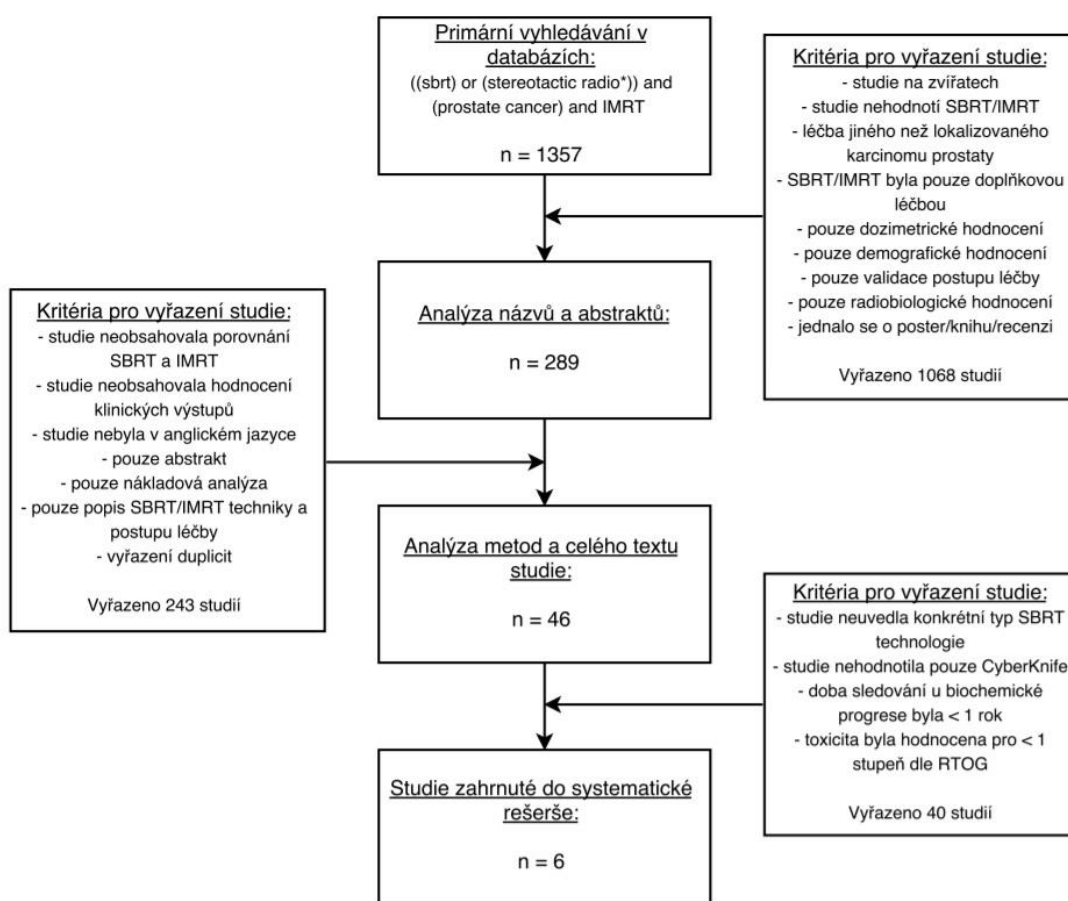 Primární vyhledávání v
databázích:
((sbrt) or (stereotactic radio*)) and
(prostate cancer) and IMRT
n = 1357
Kritéria pro vyřazení studie:
- studie na zvířatech
- studie nehodnotí SBRT/IMRT
- léčba jiného než lokalizovaného
karcinomu prostaty
- SBRT/IMRT byla pouze doplňkovou
léčbou
- pouze dozimetrické hodnocení
- pouze demografické hodnocení
- pouze validace postupu léčby
- pouze radiobiologické hodnocení
- jednalo se o poster/knihu/recenzi
Vyřazeno 1068 studií
Analýza názvů a abstraktů:
n = 289
Kritéria pro vyřazení studie:
- studie neobsahovala porovnání
SBRT a IMRT
- studie neobsahovala hodnocení
klinických výstupů
- studie nebyla v anglickém jazyce
- pouze abstrakt
- pouze nákladová analýza
- pouze popis SBRT/IMRT techniky a
postupu léčby
- vyřazení duplicit
Vyřazeno 243 studií
Analýza metod a celého textu
studie:
n = 46
Kritéria pro vyřazení studie:
- studie neuvedla konkrétní typ SBRT
technologie
- studie nehodnotila pouze CyberKnife
- doba sledování u biochemické
progrese byla < 1 rok
- toxicita byla hodnocena pro < 1
stupeň dle RTOG
Vyřazeno 40 studií
Studie zahrnuté do systematické
rešerše:
n = 6